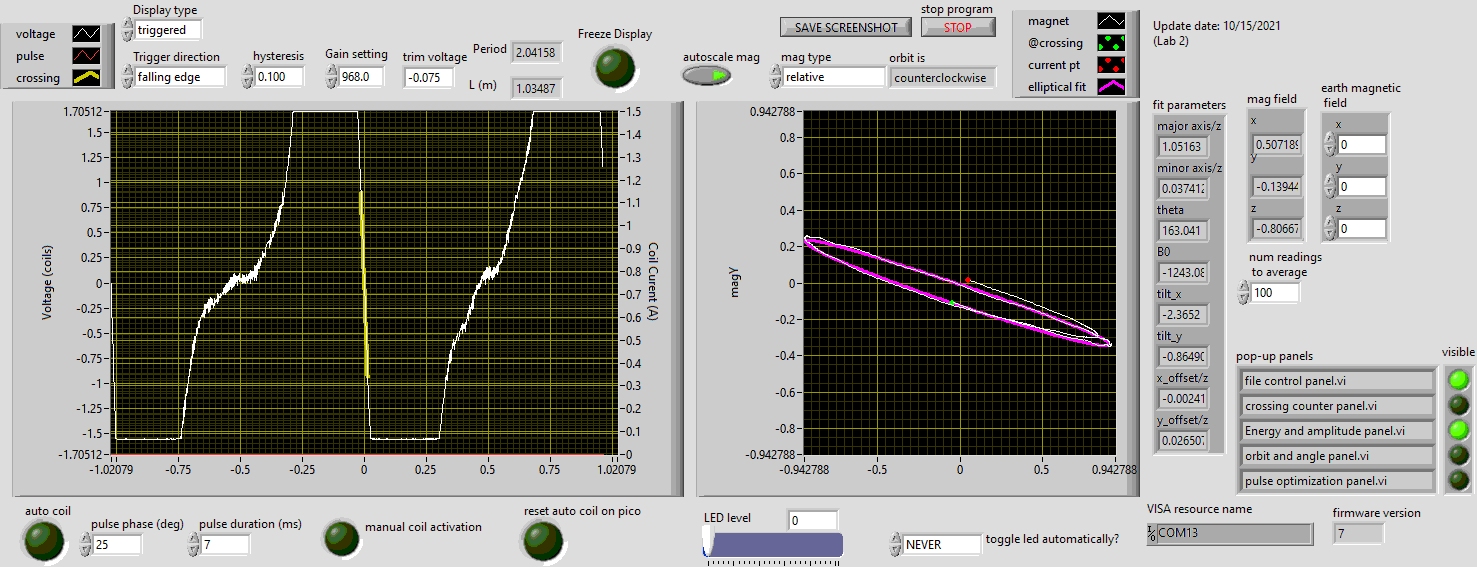 voltage
pulse
crossing
Display type
triggered
Trigger direction
falling edge
hysteresis
0.100
Gain setting
968.0
trim voltage
-0.075
Period
2.04158
L (m)
1.03487
Freeze Display
SAVE SCREENSHOT
stop program
STOP
autoscale mag
mag type
relative
orbit is
counterclockwise
magnet
@crossing
current pt
elliptical fit
Update date: 10/15/2021
(Lab 2)
Voltage (coils)
1.70512
1.5
1.25
1
0.75
0.5
0.25
0
-0.25
-0.5
-0.75
-1
-1.25
-1.5
-1.70512
-1.02079
-0.75
-0.5
-0.25
0
0.25
0.5
0.75
1.02079
1.5
1.4
1.3
1.2
1.1
1
0.9
0.8
0.7
0.6
0.5
0.4
0.3
0.2
0.1
0
Coil Curent (A)
magY
0.942788
0.8
0.6
0.4
0.2
0
-0.2
-0.4
-0.6
-0.8
-0.942788
-0.942788
-0.5
0
0.5
0.942788
fit parameters
major axis/z
1.05163
minor axis/z
0.037412
theta
163.041
B0
-1243.08
tilt_x
-2.3652
tilt_y
-0.86490
x_offset/z
-0.00241
y_offset/z
0.026507
mag field
x
0.507189
y
-0.13944
z
-0.80667
earth magnetic
field
x
0
y
0
z
0
num readings
to average
100
pop-up panels
visible
file control panel.vi
crossing counter panel.vi
Energy and amplitude panel.vi
orbit and angle panel.vi
pulse optimization panel.vi
auto coil
pulse phase (deg)
25
pulse duration (ms)
7
manual coil activation
reset auto coil on pico
LED level
0
NEVER
toggle led automatically?
VISA resource name
COM13
firmware version
7